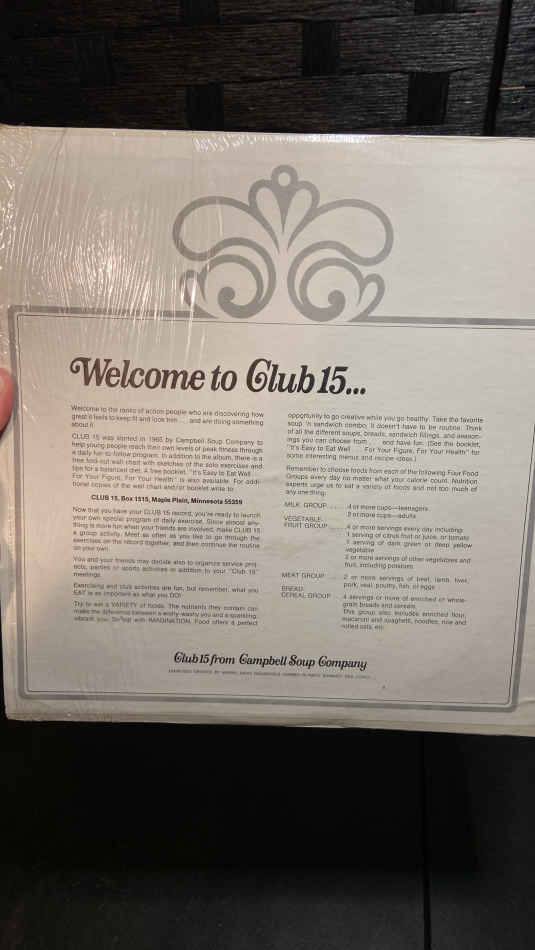 Welcome to Club 15...
Welcome to the ranks of action people who are discovering how
great it feels to keep fit and look trim . . . and are doing something
about it.
CLUB 15 was started in 1965 by Campbell Soup Company to
help young people reach their own levels of peak fitness through
a daily fun-to-follow program. In addition to the album, there is a
free fold-out wall chart with sketches of the solo exercises and
tips for a balanced diet. A free booklet, "It's Easy to Eat Well . . .
For Your Figure, For Your Health" is also available. For addi-
tional copies of the wall chart and/or booklet write to:
CLUB 15, Box 1515, Maple Plain, Minnesota 55359
Now that you have your CLUB 15 record, you're ready to launch
your own special program of daily exercise. Since almost any-
thing is more fun when your friends are involved, make CLUB 15
a group activity. Meet as often as you like to go through the
exercises on the record together, and then continue the routine
on your own.
You and your friends may decide also to organize service proj-
ects, parties or sports activities in addition to your "Club 15"
meetings.
Exercising and club activities are fun, but remember, what you
EAT is as important as what you DO!
Try to eat a VARIETY of foods. The nutrients they contain can
make the difference between a wishy-washy you and a sparkling,
vibrant you. So eat with IMAGINATION. Food offers a perfect
opportunity to go creative while you go healthy. Take the favorite
soup 'n sandwich combo, it doesn't have to be routine. Think
of all the different soups, breads, sandwich fillings, and season-
ings you can choose from . . . and have fun. (See the booklet,
"It's Easy to Eat Well . . . For Your Figure, For Your Health" for
some interesting menus and recipe ideas.)
Remember to choose foods from each of the following Four Food
Groups every day no matter what your calorie count. Nutrition
experts urge us to eat a variety of foods and not too much of
any one thing.
MILK GROUP . . . . . . 4 or more cups—teenagers
2 or more cups—adults
VEGETABLE-
FRUIT GROUP . . . . . 4 or more servings every day including:
1 serving of citrus fruit or juice, or tomato
1 serving of dark green or deep yellow
vegetable
2 or more servings of other vegetables and
fruit, including potatoes
MEAT GROUP . . . . . 2 or more servings of beef, lamb, liver,
pork, veal, poultry, fish, or eggs
BREAD-
CEREAL GROUP . . . 4 servings or more of enriched or whole-
grain breads and cereals.
This group also includes enriched flour,
macaroni and spaghetti, noodles, rice and
rolled oats, etc.
Club 15 from Campbell Soup Company